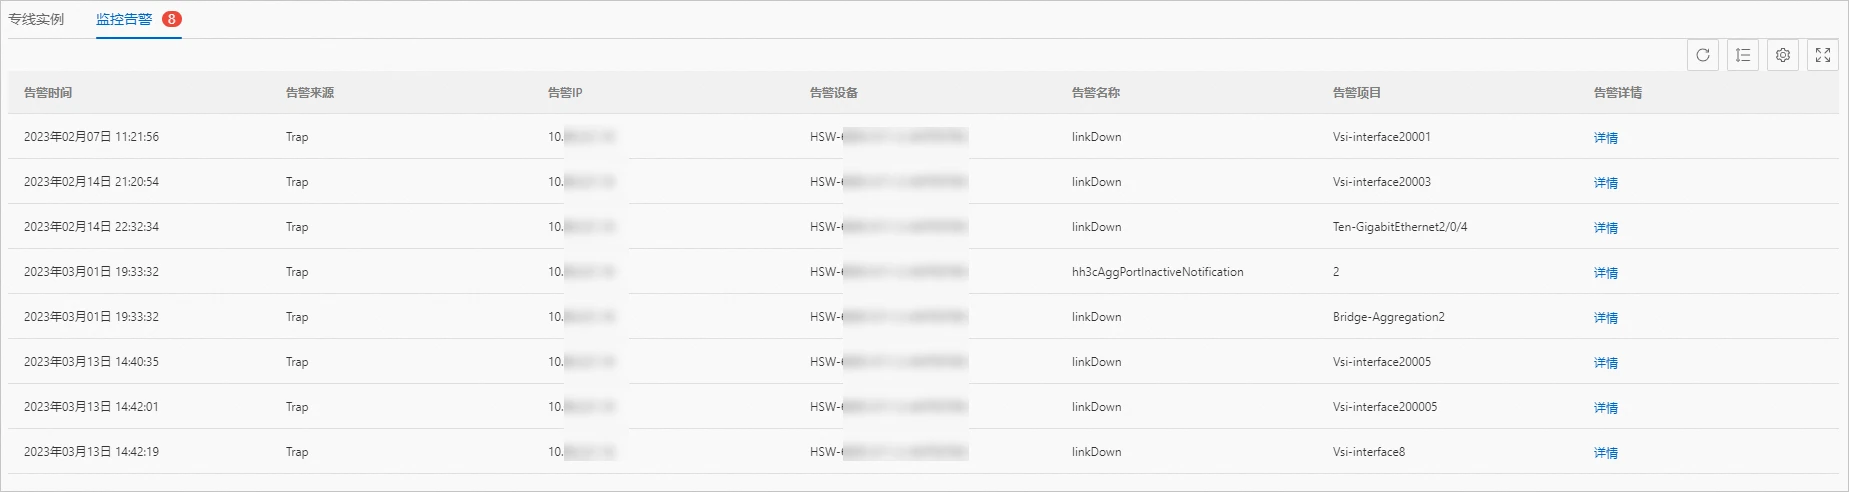 专线实例 监控告警 8
告警时间 告警来源 告警IP 告警设备 告警名称 告警项目 告警详情
2023年02月07日 11:21:56 Trap 10. HSW- linkDown Vsi-interface20001 详情
2023年02月14日 21:20:54 Trap 10. HSW- linkDown Vsi-interface20003 详情
2023年02月14日 22:32:34 Trap 10. HSW- linkDown Ten-GigabitEthernet2/0/4 详情
2023年03月01日 19:33:32 Trap 10. HSW- hh3cAggPortInactiveNotification 2 详情
2023年03月01日 19:33:32 Trap 10. HSW- linkDown Bridge-Aggregation2 详情
2023年03月13日 14:40:35 Trap 10. HSW- linkDown Vsi-interface20005 详情
2023年03月13日 14:42:01 Trap 10. HSW- linkDown Vsi-interface200005 详情
2023年03月13日 14:42:19 Trap 10. HSW- linkDown Vsi-interface8 详情